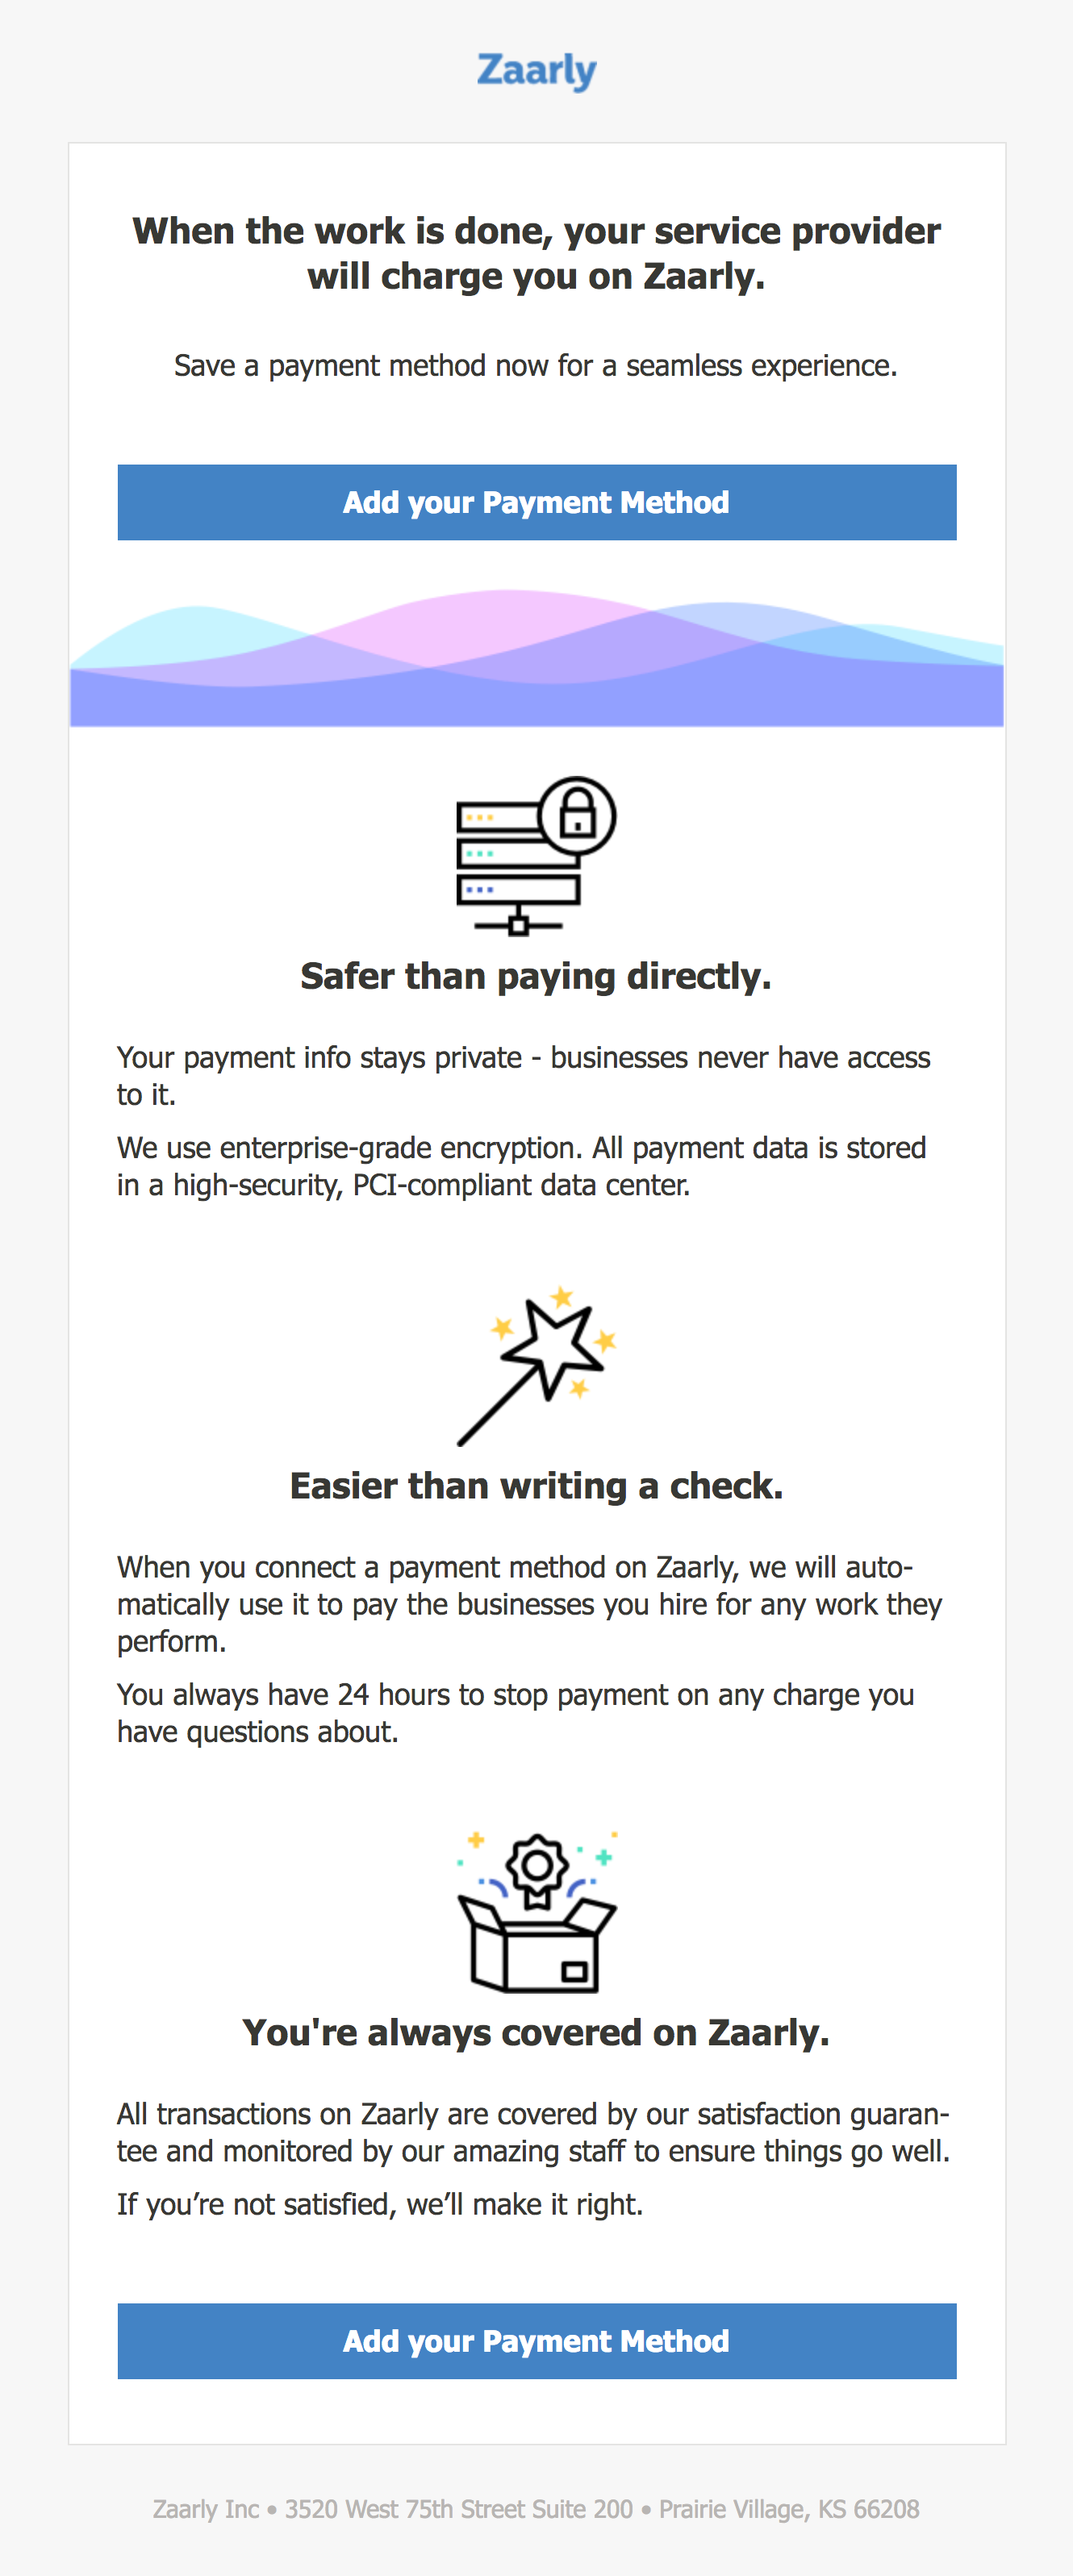 Zaarly
When the work is done, your service provider
will charge you on Zaarly.
Save a payment method now for a seamless experience.
Add your Payment Method
Safer than paying directly.
Your payment info stays private - businesses never have access
to it.
We use enterprise-grade encryption. All payment data is stored
in a high-security, PCI-compliant data center.
Easier than writing a check.
When you connect a payment method on Zaarly, we will auto-
matically use it to pay the businesses you hire for any work they
perform.
You always have 24 hours to stop payment on any charge you
have questions about.
You're always covered on Zaarly.
All transactions on Zaarly are covered by our satisfaction guaran-
tee and monitored by our amazing staff to ensure things go well.
If you’re not satisfied, we’ll make it right.
Add your Payment Method
Zaarly Inc • 3520 West 75th Street Suite 200 • Prairie Village, KS 66208